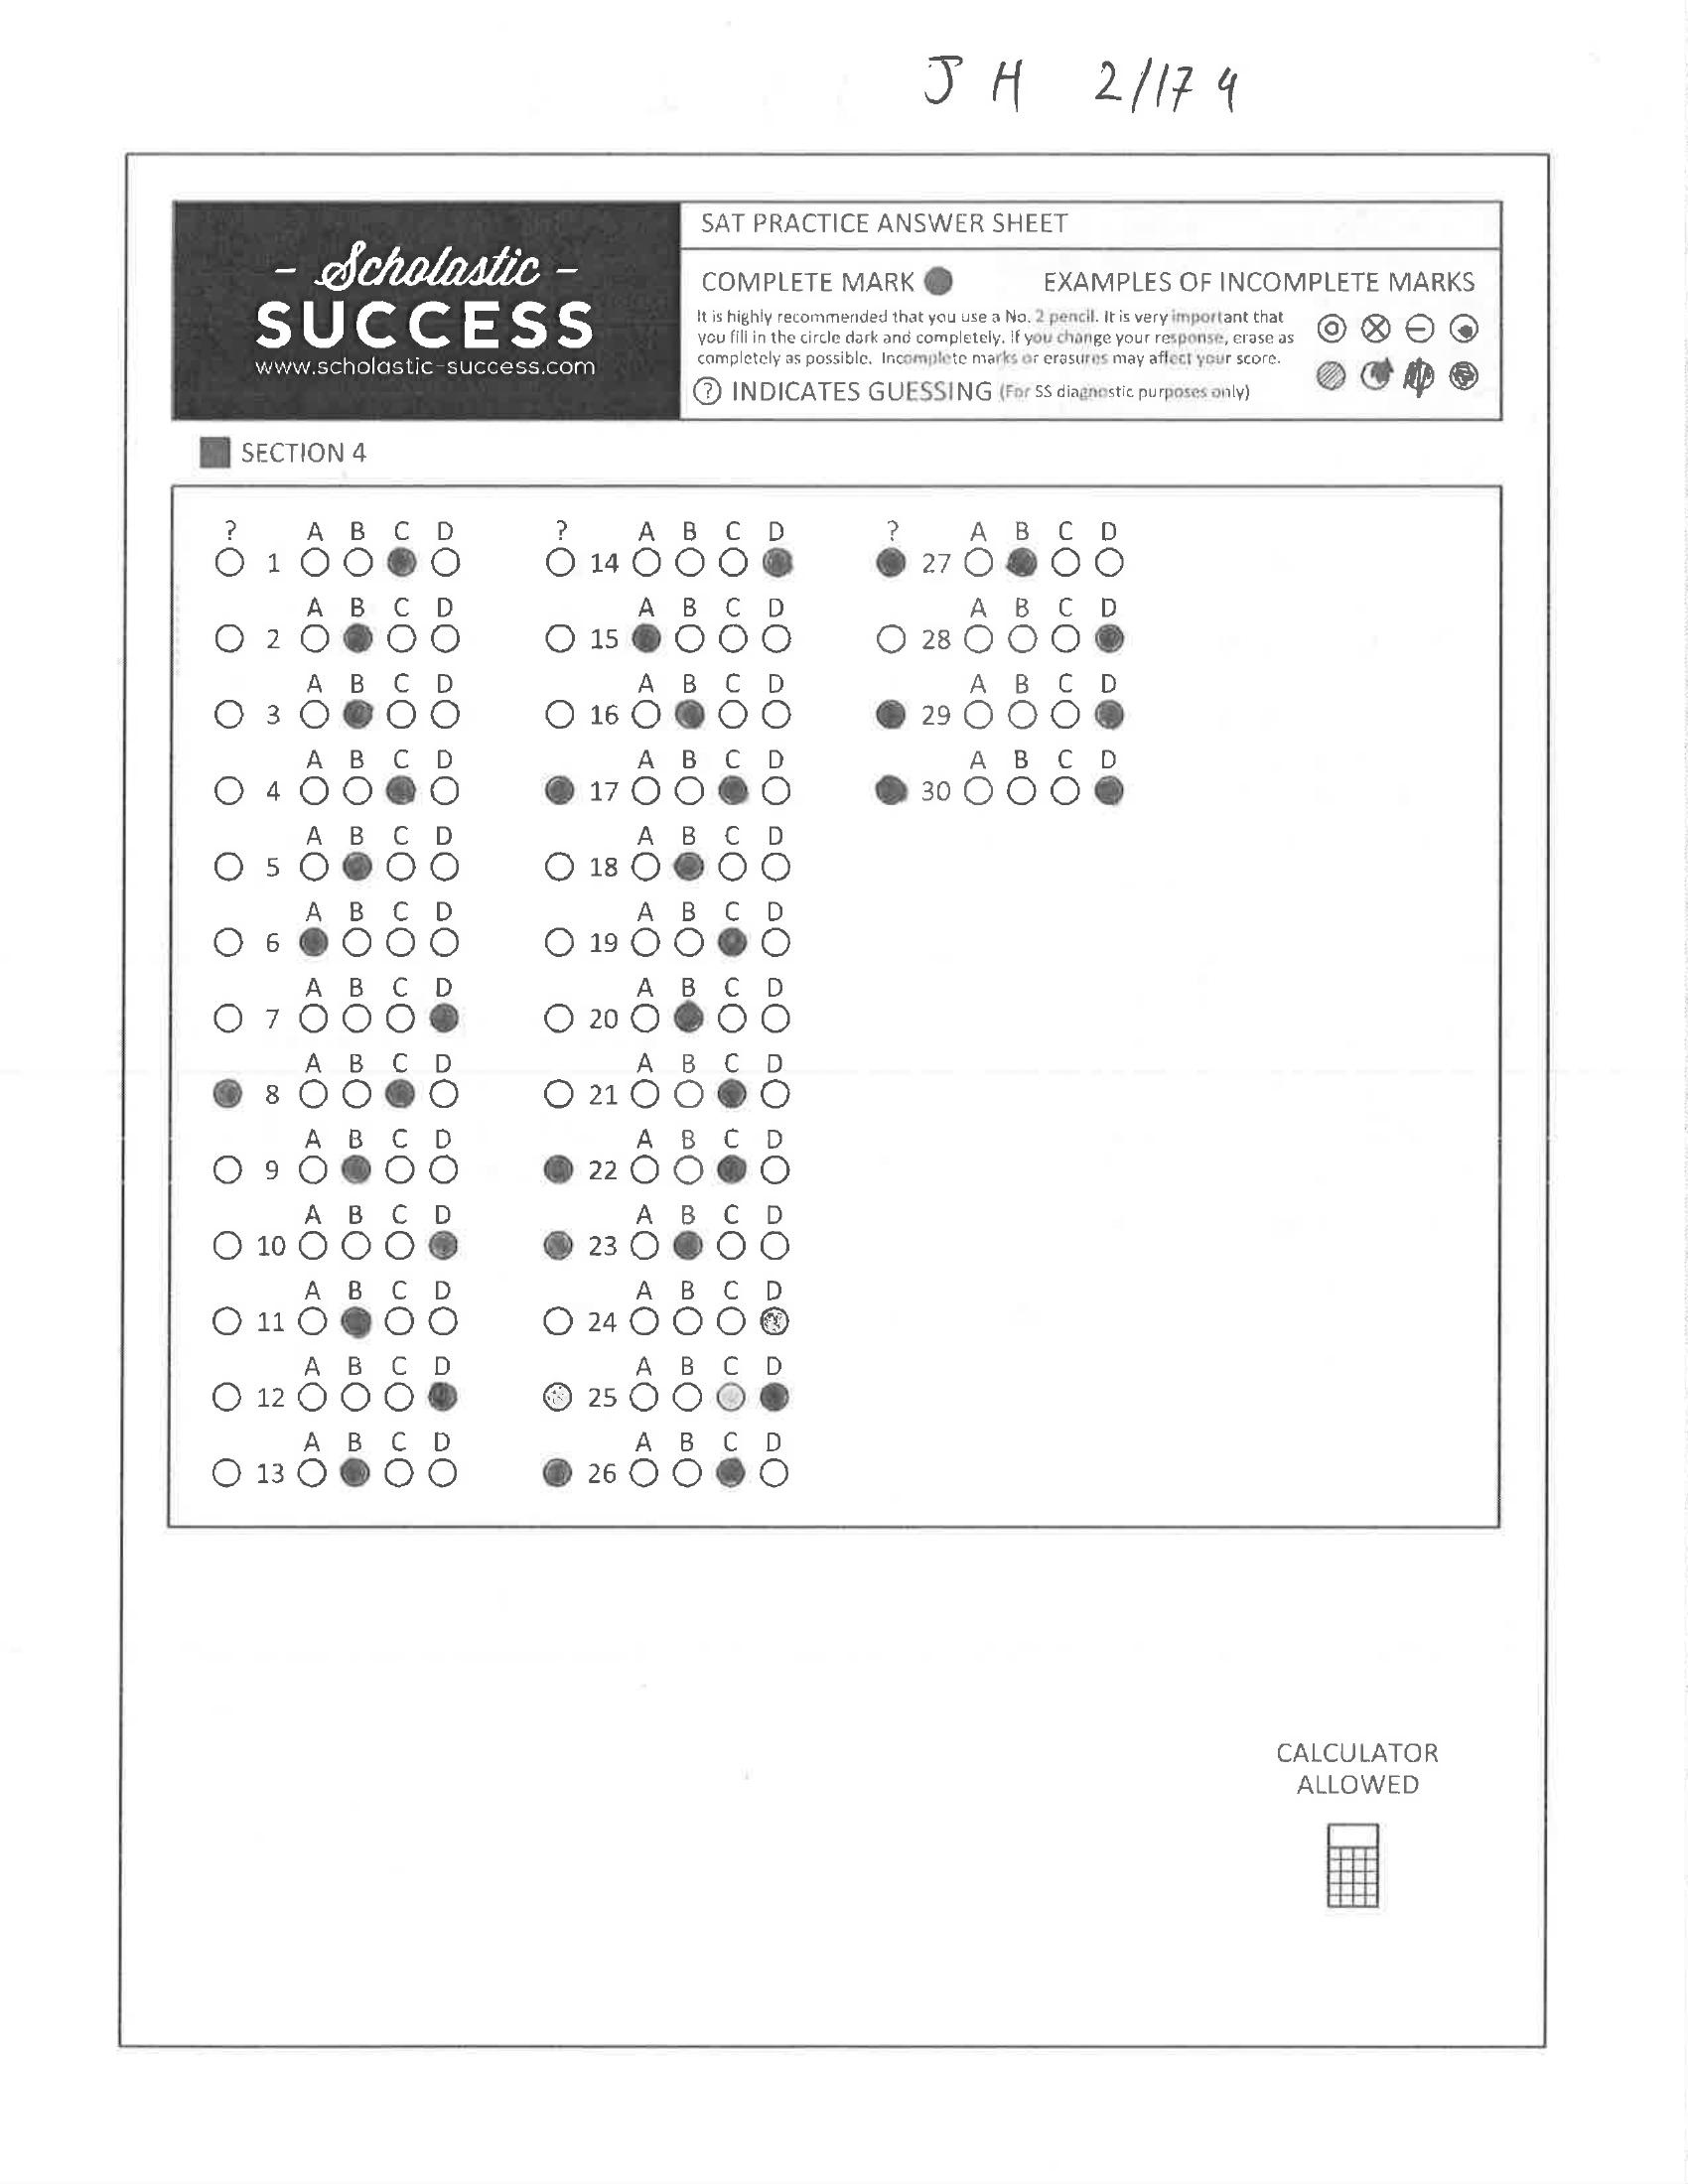 J H 2/17 4
- Scholastic -
SUCCESS
www.scholastic-success.com
SAT PRACTICE ANSWER SHEET
COMPLETE MARK
EXAMPLES OF INCOMPLETE MARKS
It is highly recommended that you use a No. 2 pencil. It is very important that
you fill in the circle dark and completely. If you change your response, erase as
completely as possible. Incomplete marks or erasures may affect your score.
? INDICATES GUESSING (For SS diagnostic purposes only)
SECTION 4
? A B C D
1
A B C D
2
A B C D
3
A B C D
4
A B C D
5
A B C D
6
A B C D
7
A B C D
8
A B C D
9
A B C D
10
A B C D
11
A B C D
12
A B C D
13
? A B C D
14
A B C D
15
A B C D
16
A B C D
17
A B C D
18
A B C D
19
A B C D
20
A B C D
21
A B C D
22
A B C D
23
A B C D
24
A B C D
25
A B C D
26
? A B C D
27
A B C D
28
A B C D
29
A B C D
30
CALCULATOR
ALLOWED